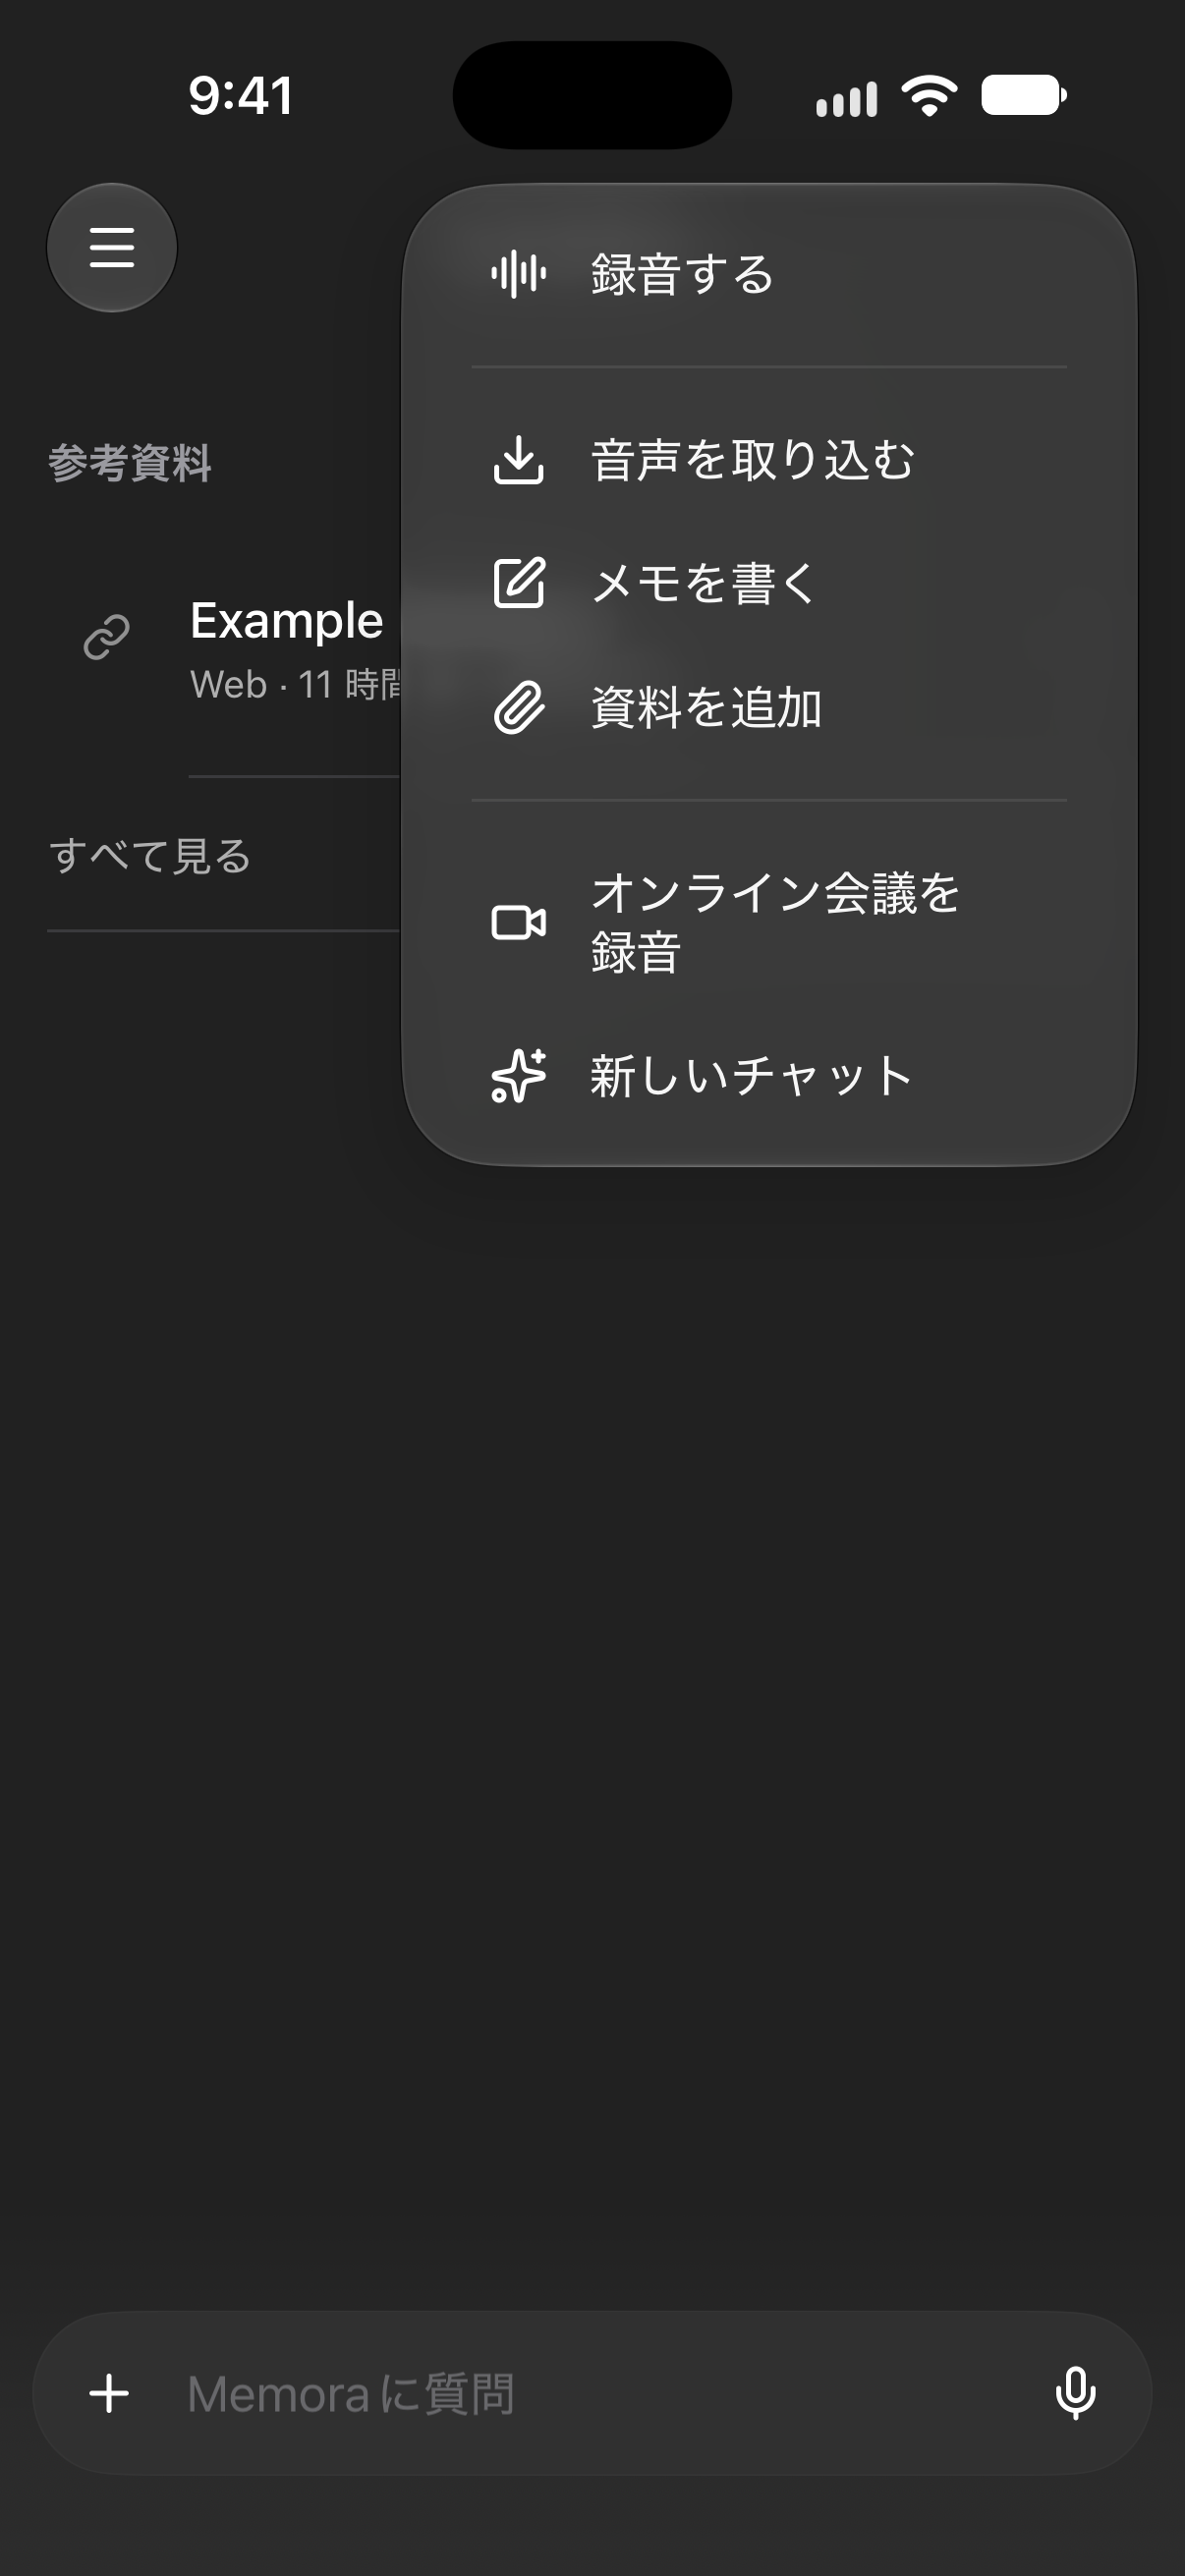 9:41
録音する
参考資料
音声を取り込む
メモを書く
Example
Web · 11 時間
資料を追加
すべて見る
オンライン会議を
録音
新しいチャット
Memoraに質問